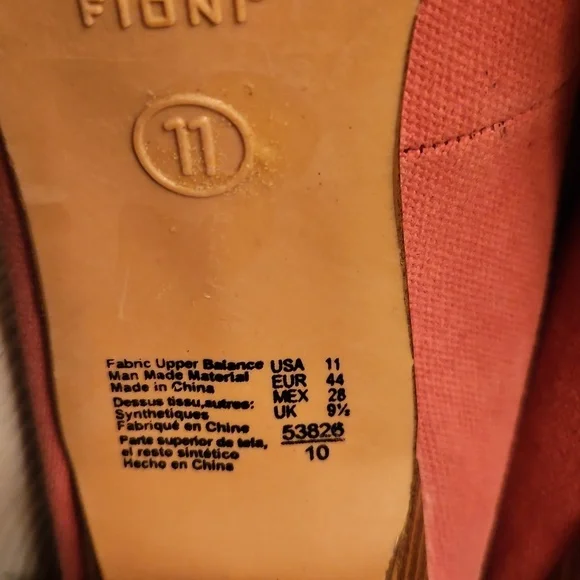 FIONI
11
Fabric Upper Balance
Man Made Material
Made in China
Dessus tissu,autres:
Synthetiques
Fabriqué en Chine
Parte superior de tela,
el resto sintético
Hecho en China
USA 11
EUR 44
MEX 28
UK 9½
53826
10